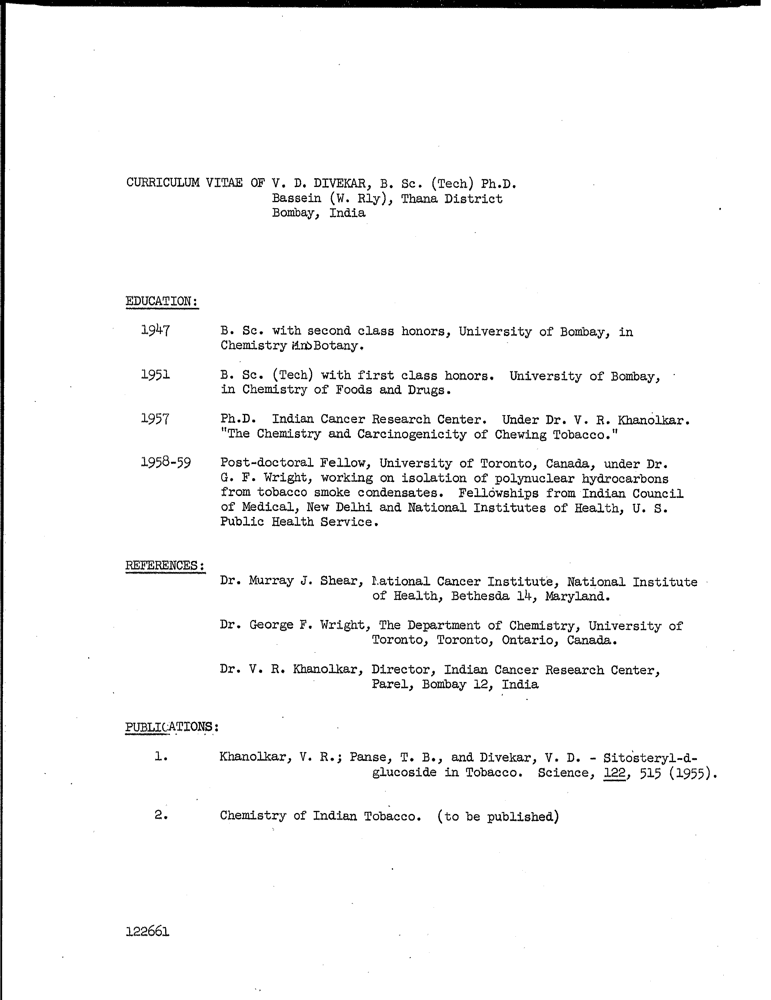 CURRICULUM VITAE OF V. D. DIVEKAR, B. Sc. (Tech) Ph.D.
Bassein (W. Rly), Thana District
Bombay, India
EDUCATION:
1947 B. Sc. with second class honors, University of Bombay, in
Chemistry Botany.
1951 B. Sc. (Tech) with first class honors. University of Bombay,
in Chemistry of Foods and Drugs.
1957 Ph.D. Indian Cancer Research Center. Under Dr. V. R. Khanolkar.
"The Chemistry and Carcinogenicity of Chewing Tobacco."
1958-59 Post-doctoral Fellow, University of Toronto, Canada, under Dr.
G. F. Wright, working on isolation of polynuclear hydrocarbons
from tobacco smoke condensates. Fellowships from Indian Council
of Medical, New Delhi and National Institutes of Health, U. S.
Public Health Service.
REFERENCES:
Dr. Murray J. Shear, National Cancer Institute, National Institute
of Health, Bethesda 14, Maryland.
Dr. George F. Wright, The Department of Chemistry, University of
Toronto, Toronto, Ontario, Canada.
Dr. V. R. Khanolkar, Director, Indian Cancer Research Center,
Parel, Bombay 12, India
PUBLICATIONS:
1. Khanolkar, V. R.; Panse, T. B., and Divekar, V. D. - Sitosteryl-d-
glucoside in Tobacco. Science, 122, 515 (1955).
2. Chemistry of Indian Tobacco. (to be published)
122661